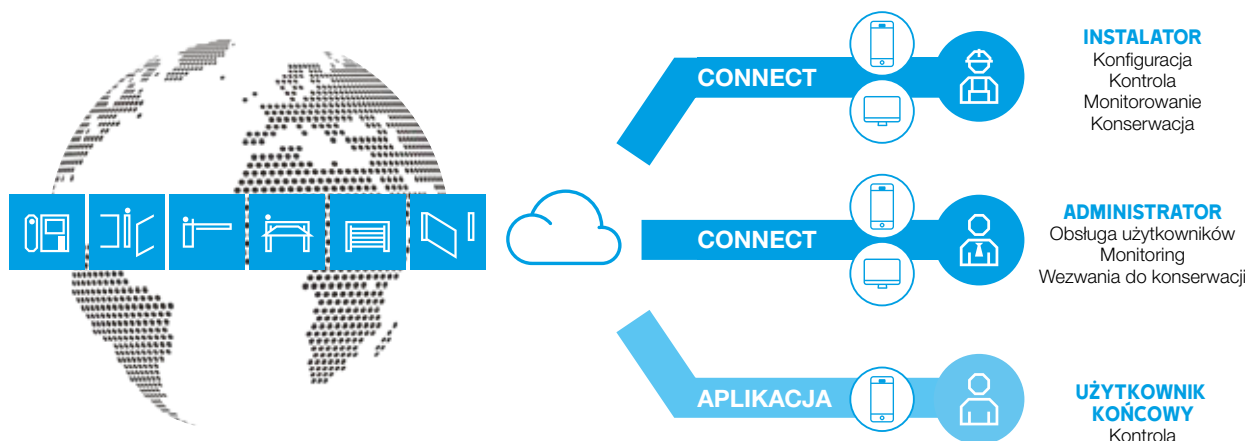 CONNECT
INSTALATOR
Konfiguracja
Kontrola
Monitorowanie
Konserwacja
CONNECT
ADMINISTRATOR
Obsługa użytkowników
Monitoring
Wezwania do konserwacji
APLIKACJA
UŻYTKOWNIK
KOŃCOWY
Kontrola